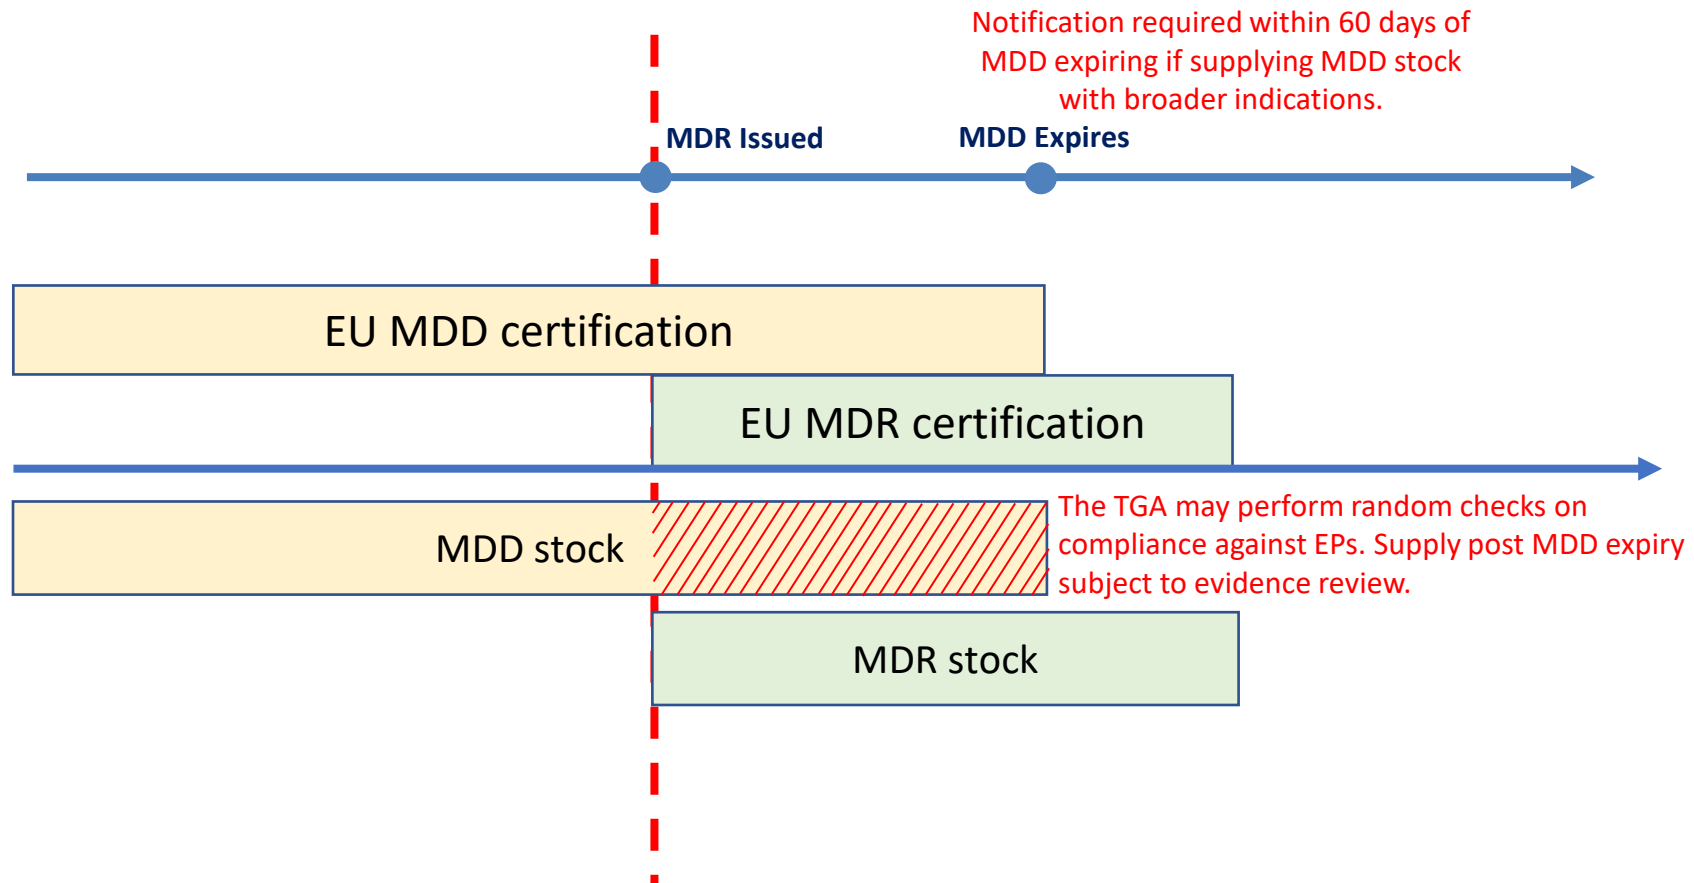 Notification required within 60 days of
MDD expiring if supplying MDD stock
with broader indications.
MDR Issued
MDD Expires
EU MDD certification
EU MDR certification
MDD stock
The TGA may perform random checks on
compliance against EPs. Supply post MDD expiry
subject to evidence review.
MDR stock